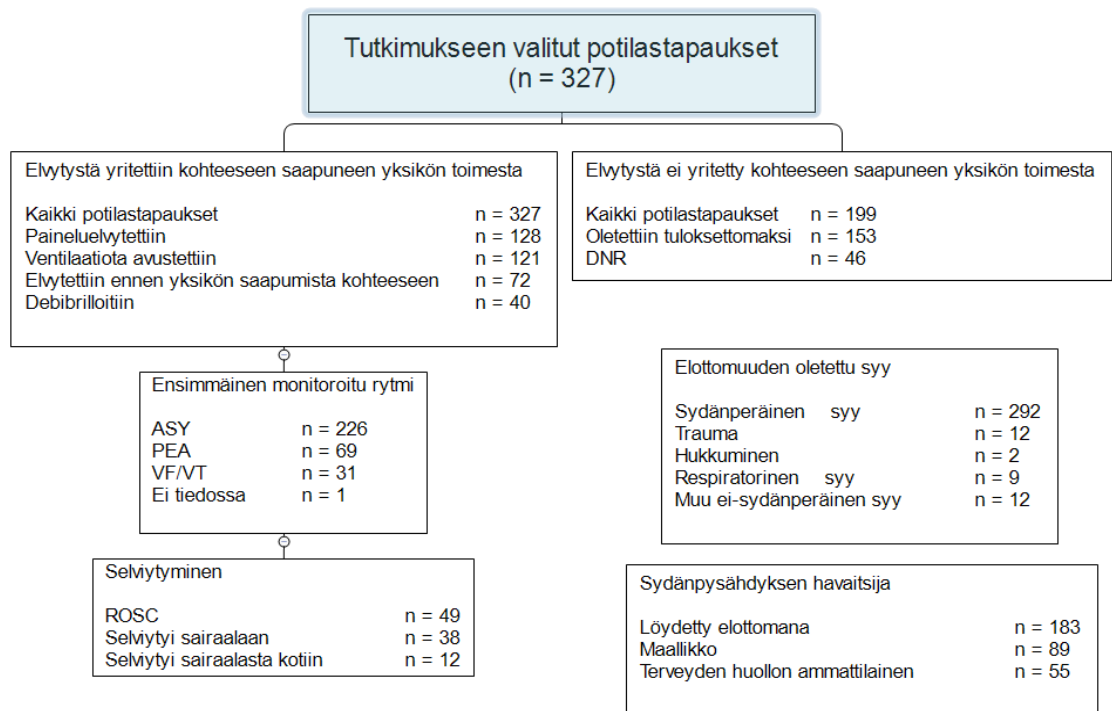 Tutkimukseen valitut potilastapaukset
(n = 327)
Elvytystä yritettiin kohteeseen saapuneen yksikön toimesta
Kaikki potilastapaukset n = 327
Paineluelvytettiin n = 128
Ventilaatiota avustettiin n = 121
Elvytettiin ennen yksikön saapumista kohteeseen n = 72
Debibrilloitiin n = 40
Elvytystä ei yritetty kohteeseen saapuneen yksikön toimesta
Kaikki potilastapaukset n = 199
Oletettiin tuloksettomaksi n = 153
DNR n = 46
Ensimmäinen monitoroitu rytmi
ASY n = 226
PEA n = 69
VF/VT n = 31
Ei tiedossa n = 1
Elottomuuden oletettu syy
Sydänperäinen syy n = 292
Trauma n = 12
Hukkuminen n = 2
Respiratorinen syy n = 9
Muu ei-sydänperäinen syy n = 12
Selviytyminen
ROSC n = 49
Selviytyi sairaalaan n = 38
Selviytyi sairaalasta kotiin n = 12
Sydänpysähdyksen havaitsija
Löydetty elottomana n = 183
Maallikko n = 89
Terveyden huollon ammattilainen n = 55